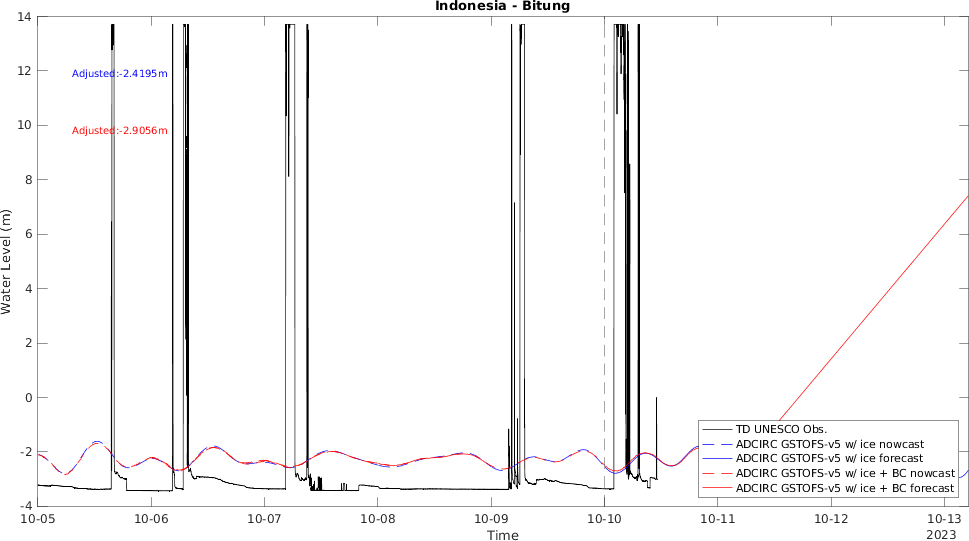 Indonesia - Bitung
14
12
10
8
6
4
2
0
-2
-4
Water Level (m)
Adjusted:-2.4195m
Adjusted:-2.9056m
TD UNESCO Obs.
ADCIRC GSTOFS-v5 w/ ice nowcast
ADCIRC GSTOFS-v5 w/ ice forecast
ADCIRC GSTOFS-v5 w/ ice + BC nowcast
ADCIRC GSTOFS-v5 w/ ice + BC forecast
10-05 10-06 10-07 10-08 10-09 10-10 10-11 10-12 10-13
Time
2023